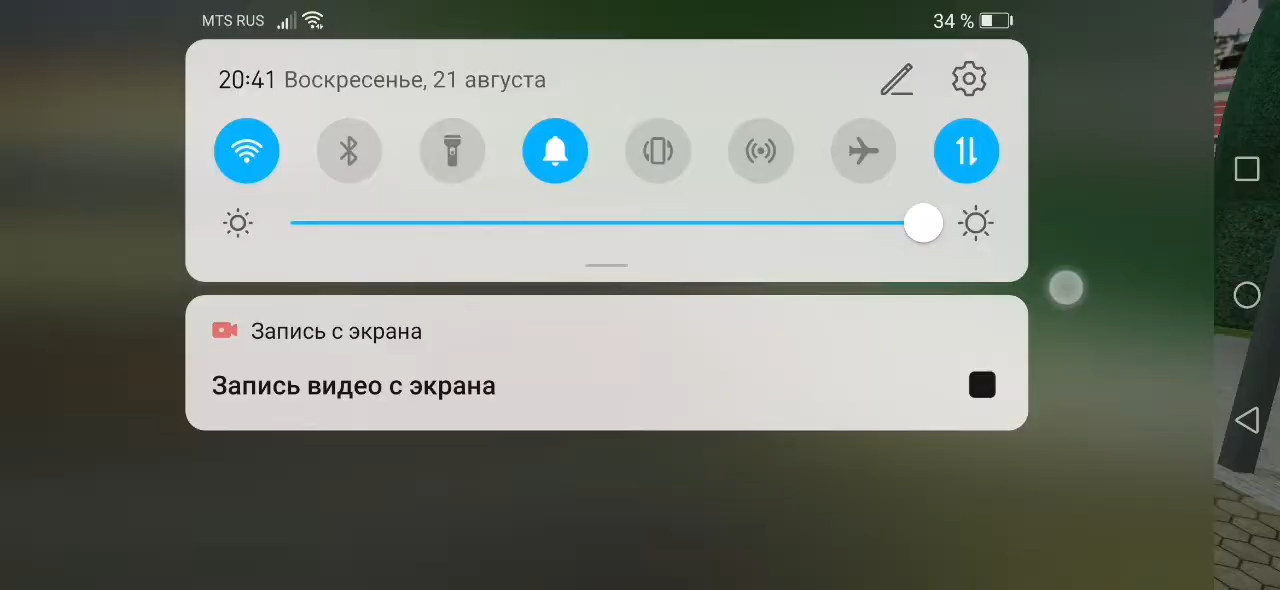 MTS RUS
34 %
20:41 Воскресенье, 21 августа
Запись с экрана
Запись видео с экрана